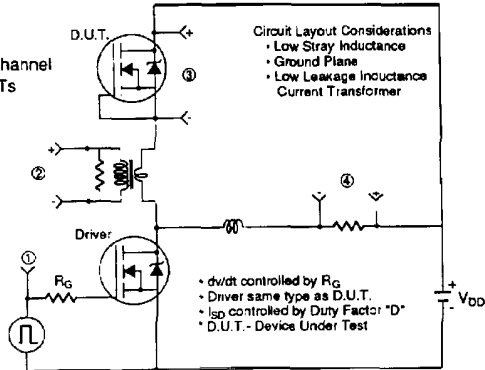 D.U.T.
+
Circuit Layout Considerations
• Low Stray Inductance
• Ground Plane
• Low Leakage Inductance
Current Transformer
hannel
Ts
③
-
+
②
-
-
④
+
Driver
①
RG
• dv/dt controlled by RG
• Driver same type as D.U.T.
• ISD controlled by Duty Factor "D"
• D.U.T. - Device Under Test
+
VDD
-